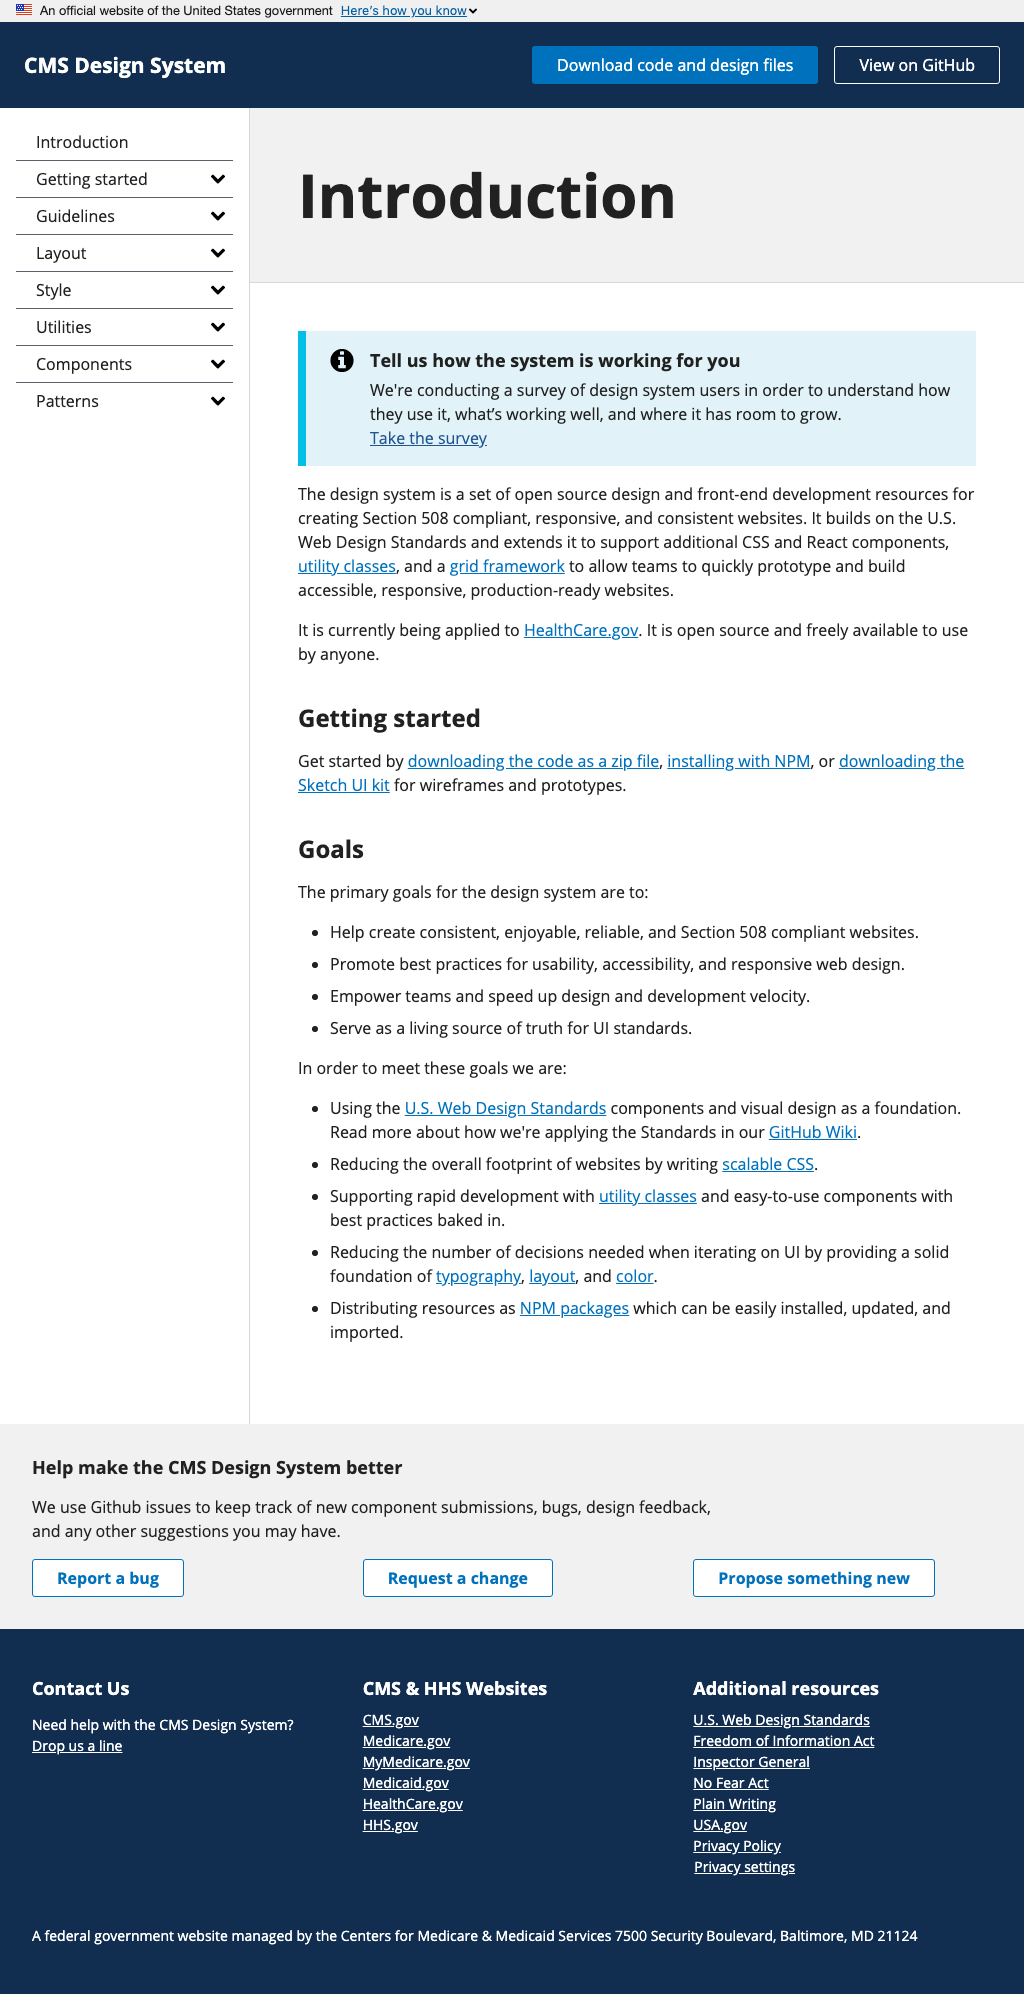 An official website of the United States government Here’s how you know
CMS Design System
Download code and design files
View on GitHub
Introduction
Getting started
Guidelines
Layout
Style
Utilities
Components
Patterns
Introduction
Tell us how the system is working for you
We're conducting a survey of design system users in order to understand how
they use it, what’s working well, and where it has room to grow.
Take the survey
The design system is a set of open source design and front-end development resources for
creating Section 508 compliant, responsive, and consistent websites. It builds on the U.S.
Web Design Standards and extends it to support additional CSS and React components,
utility classes, and a grid framework to allow teams to quickly prototype and build
accessible, responsive, production-ready websites.
It is currently being applied to HealthCare.gov. It is open source and freely available to use
by anyone.
Getting started
Get started by downloading the code as a zip file, installing with NPM, or downloading the
Sketch UI kit for wireframes and prototypes.
Goals
The primary goals for the design system are to:
Help create consistent, enjoyable, reliable, and Section 508 compliant websites.
Promote best practices for usability, accessibility, and responsive web design.
Empower teams and speed up design and development velocity.
Serve as a living source of truth for UI standards.
In order to meet these goals we are:
Using the U.S. Web Design Standards components and visual design as a foundation.
Read more about how we're applying the Standards in our GitHub Wiki.
Reducing the overall footprint of websites by writing scalable CSS.
Supporting rapid development with utility classes and easy-to-use components with
best practices baked in.
Reducing the number of decisions needed when iterating on UI by providing a solid
foundation of typography, layout, and color.
Distributing resources as NPM packages which can be easily installed, updated, and
imported.
Help make the CMS Design System better
We use Github issues to keep track of new component submissions, bugs, design feedback,
and any other suggestions you may have.
Report a bug
Request a change
Propose something new
Contact Us
Need help with the CMS Design System?
Drop us a line
CMS & HHS Websites
CMS.gov
Medicare.gov
MyMedicare.gov
Medicaid.gov
HealthCare.gov
HHS.gov
Additional resources
U.S. Web Design Standards
Freedom of Information Act
Inspector General
No Fear Act
Plain Writing
USA.gov
Privacy Policy
Privacy settings
A federal government website managed by the Centers for Medicare & Medicaid Services 7500 Security Boulevard, Baltimore, MD 21124